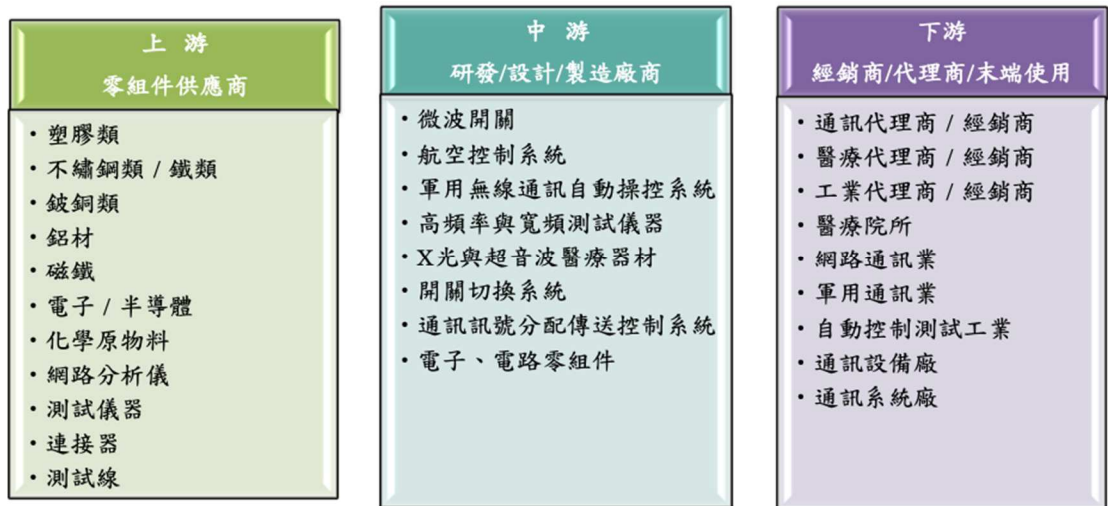 上 游
零組件供應商
・塑膠類
・不繡鋼類 / 鐵類
・鈹銅類
・鋁材
・磁鐵
・電子 / 半導體
・化學原物料
・網路分析儀
・測試儀器
・連接器
・測試線
中 游
研發/設計/製造廠商
・微波開關
・航空控制系統
・軍用無線通訊自動操控系統
・高頻率與寬頻測試儀器
・X光與超音波醫療器材
・開關切換系統
・通訊訊號分配傳送控制系統
・電子、電路零組件
下游
經銷商/代理商/末端使用
・通訊代理商 / 經銷商
・醫療代理商 / 經銷商
・工業代理商 / 經銷商
・醫療院所
・網路通訊業
・軍用通訊業
・自動控制測試工業
・通訊設備廠
・通訊系統廠